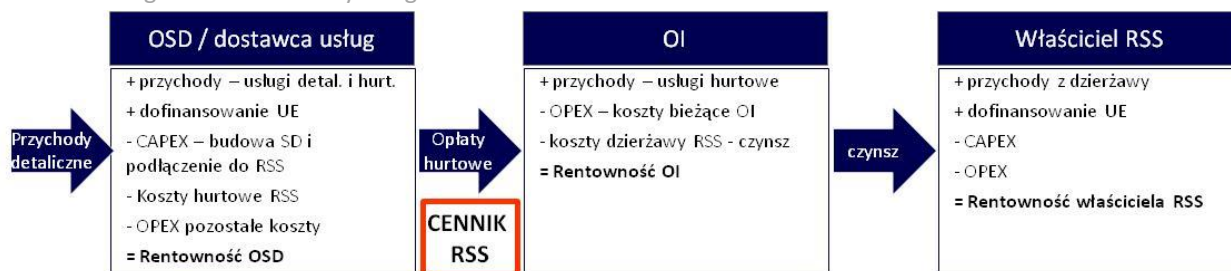 Przychody
detaliczne
OSD / dostawca usług
+ przychody – usługi detal. i hurt.
+ dofinansowanie UE
- CAPEX – budowa SD i
podłączenie do RSS
- Koszty hurtowe RSS
- OPEX pozostałe koszty
= Rentowność OSD
Opłaty
hurtowe
CENNIK
RSS
OI
+ przychody – usługi hurtowe
- OPEX – koszty bieżące OI
- koszty dzierżawy RSS - czynsz
= Rentowność OI
czynsz
Właściciel RSS
+ przychody z dzierżawy
+ dofinansowanie UE
- CAPEX
- OPEX
= Rentowność właściciela RSS